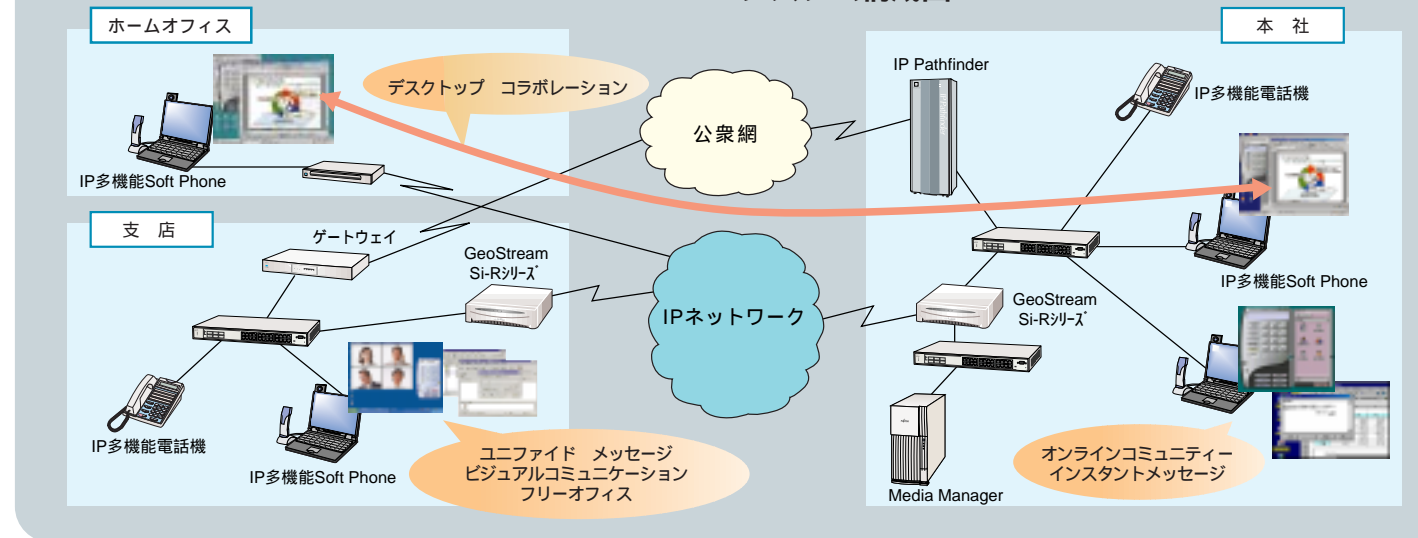 ホームオフィス
デスクトップ コラボレーション
IP多機能Soft Phone
支 店
ゲートウェイ
GeoStream
Si-Rｼﾘｰｽﾞ
IP多機能電話機
IP多機能Soft Phone
ユニファイド メッセージ
ビジュアルコミュニケーション
フリーオフィス
公衆網
IPネットワーク
本 社
IP Pathfinder
IP多機能電話機
IP多機能Soft Phone
GeoStream
Si-Rｼﾘｰｽﾞ
Media Manager
オンラインコミュニティー
インスタントメッセージ